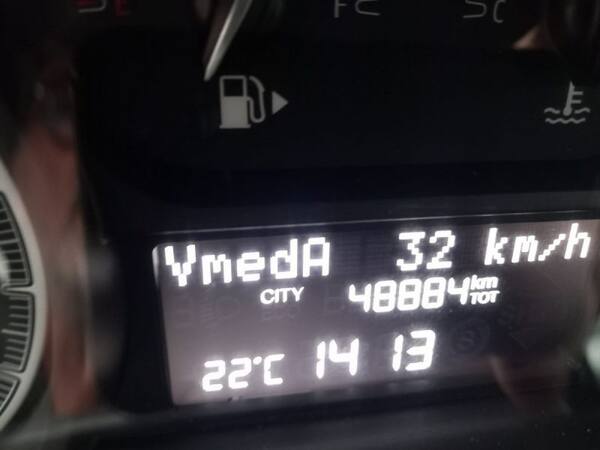 E
VmedA 32 km/h
CITY 48884 km TOT
22°C 14 13